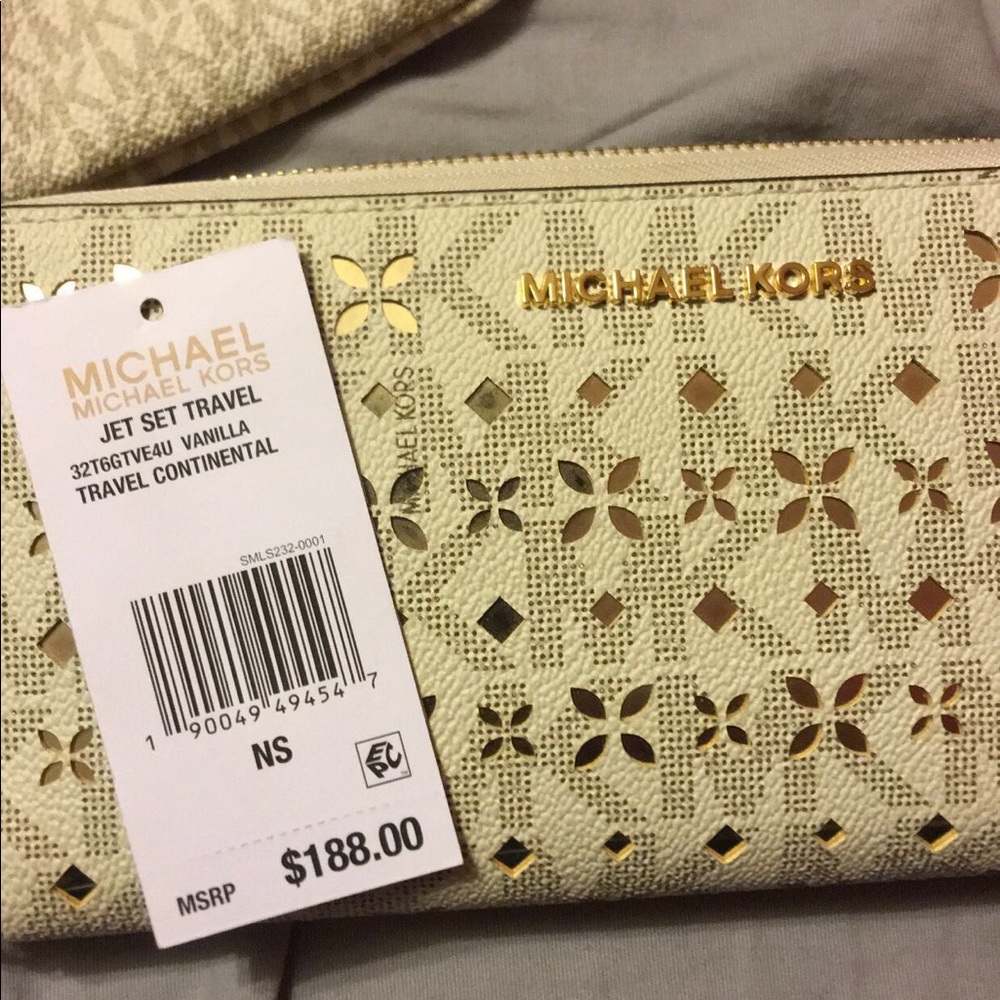 MICHAEL KORS
MICHAEL KORS
MICHAEL
MICHAEL KORS
JET SET TRAVEL
32T6GTVE4U VANILLA
TRAVEL CONTINENTAL
SMLS232-0001
1 90049 49454 7
NS
EPC
MSRP $188.00